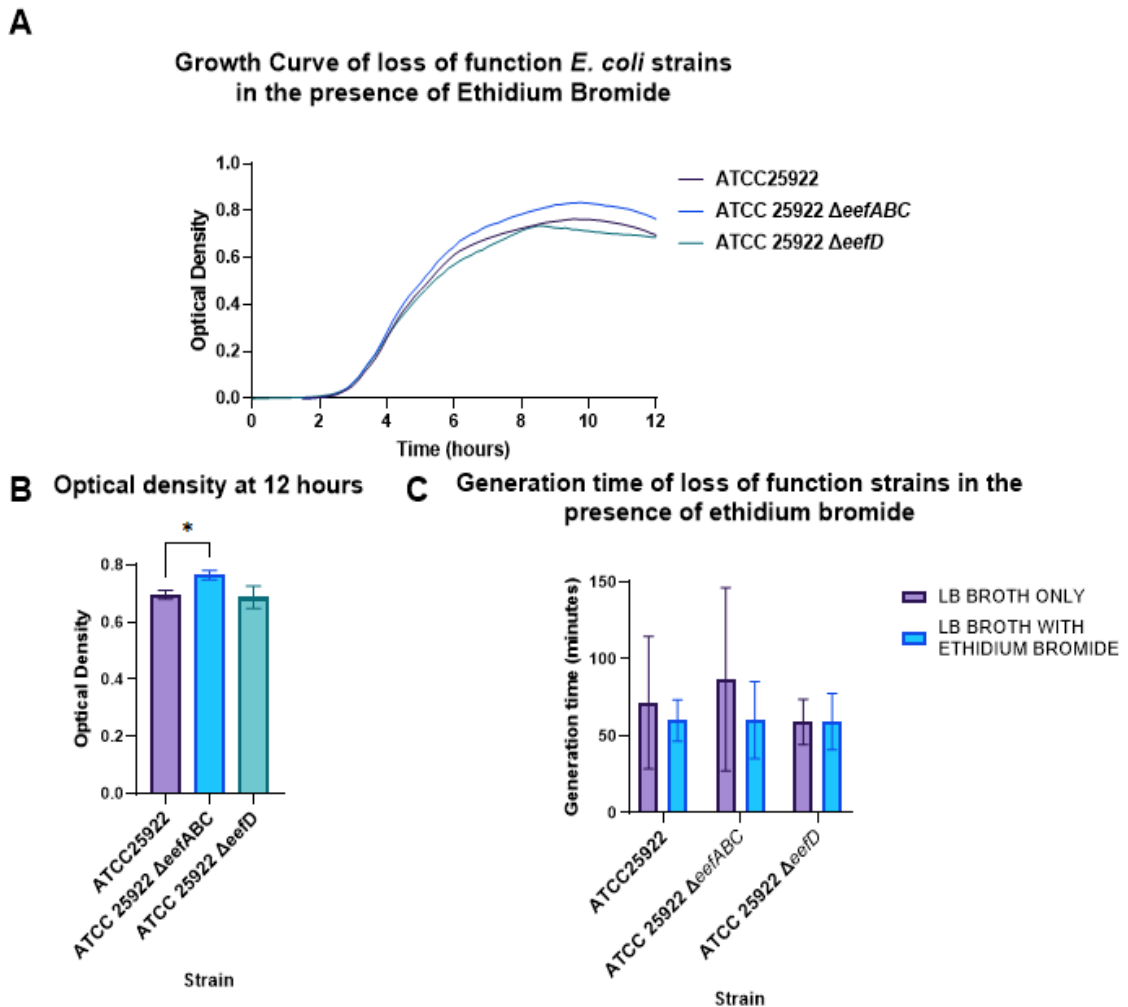 A
Growth Curve of loss of function E. coli strains
in the presence of Ethidium Bromide
1.0
0.8
0.6
0.4
0.2
0.0
Optical Density
0 2 4 6 8 10 12
Time (hours)
ATCC25922
ATCC 25922 ΔeefABC
ATCC 25922 ΔeefD
B
Optical density at 12 hours
*
0.8
0.6
0.4
0.2
0.0
Optical Density
ATCC25922
ATCC 25922 ΔeefABC
ATCC 25922 ΔeefD
Strain
C
Generation time of loss of function strains in the
presence of ethidium bromide
150
100
50
0
Generation time (minutes)
ATCC25922
ATCC 25922 ΔeefABC
ATCC 25922 ΔeefD
Strain
LB BROTH ONLY
LB BROTH WITH
ETHIDIUM BROMIDE